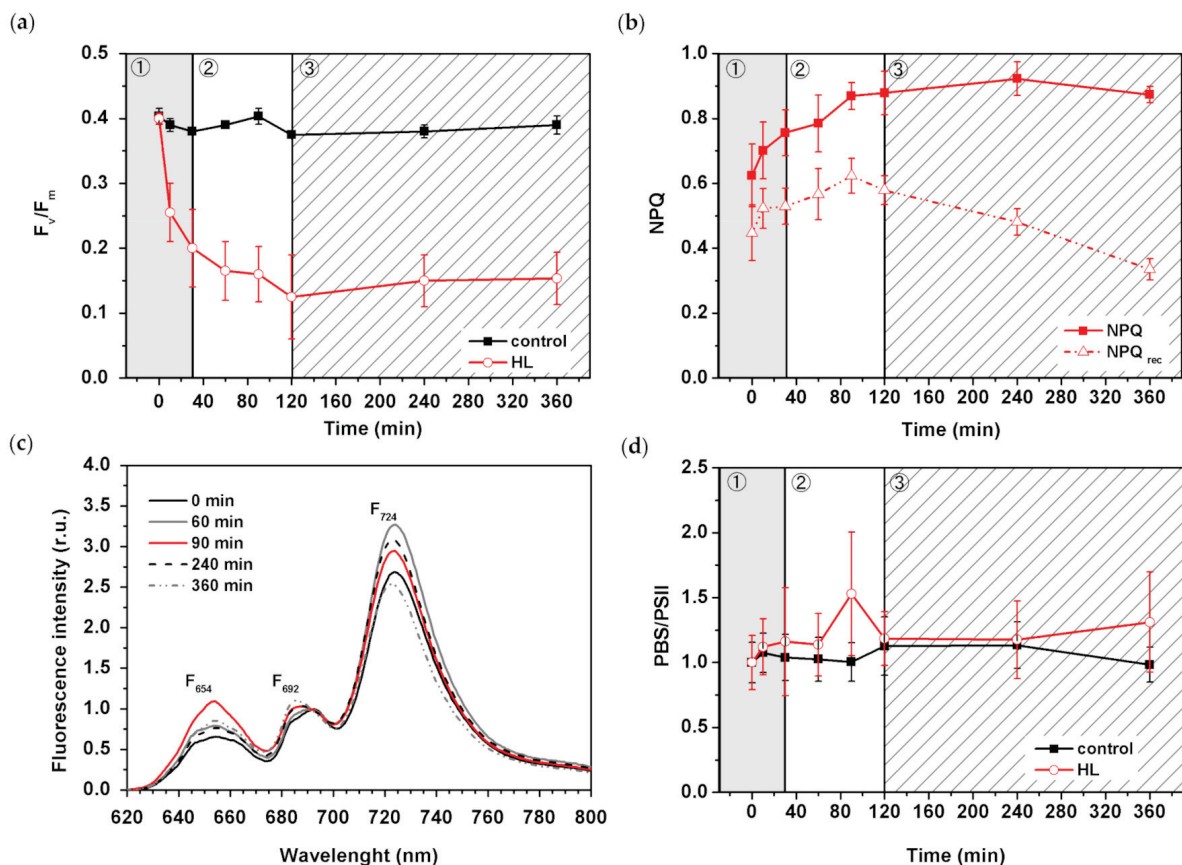 (a)
0.5
0.4
0.3
0.2
0.1
0.0
Fv/Fm
① ② ③
control
HL
0 40 80 120 160 200 240 280 320 360
Time (min)
(b)
1.0
0.8
0.6
0.4
0.2
0.0
NPQ
① ② ③
NPQ
NPQ rec
0 40 80 120 160 200 240 280 320 360
Time (min)
(c)
4.0
3.5
3.0
2.5
2.0
1.5
1.0
0.5
0.0
Fluorescence intensity (r.u.)
0 min
60 min
90 min
240 min
360 min
F654
F692
F724
620 640 660 680 700 720 740 760 780 800
Wavelenght (nm)
(d)
2.5
2.0
1.5
1.0
0.5
0.0
PBS/PSII
① ② ③
control
HL
0 40 80 120 160 200 240 280 320 360
Time (min)